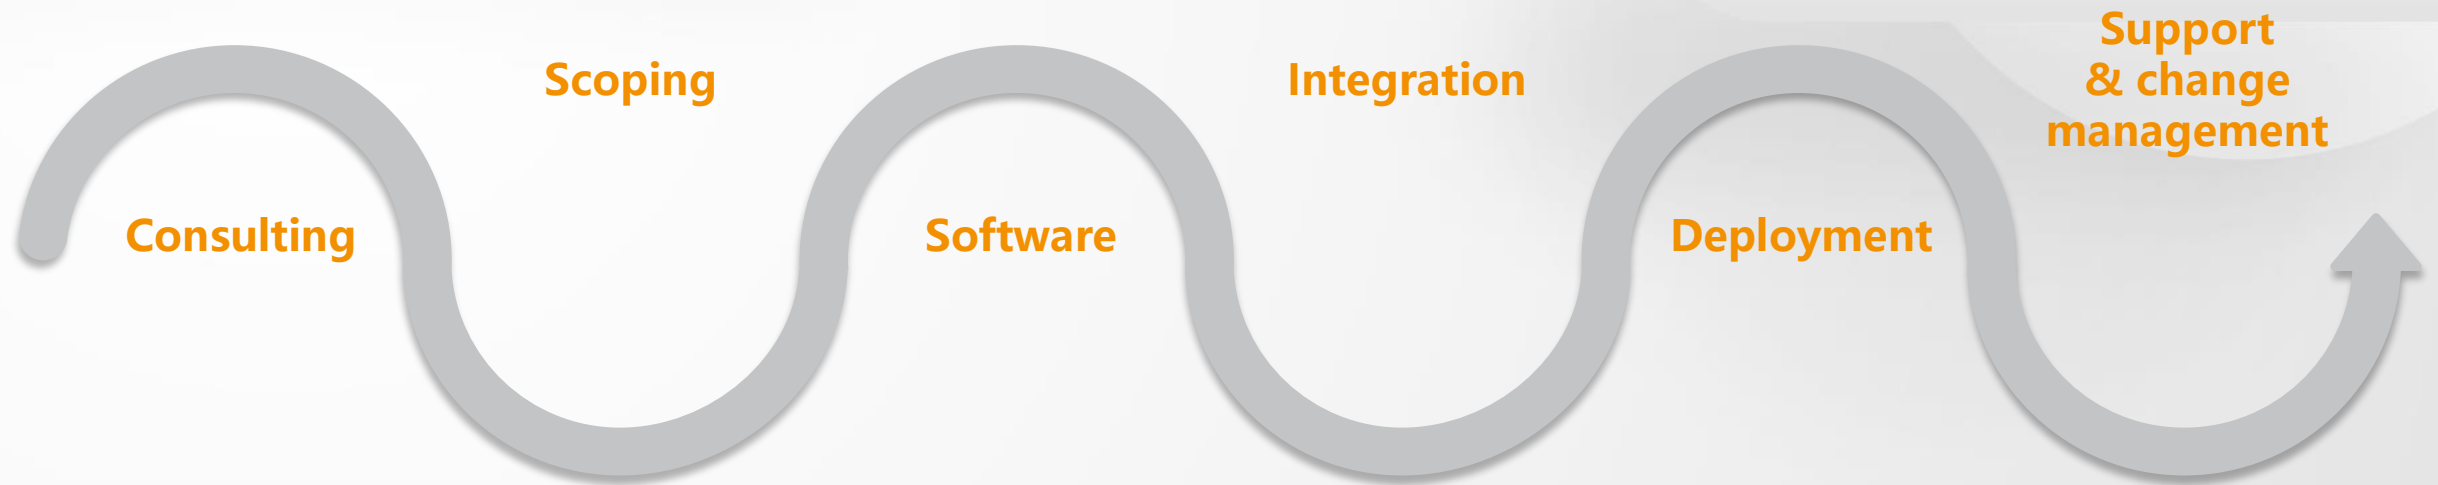 Consulting
Scoping
Software
Integration
Deployment
Support
& change
management